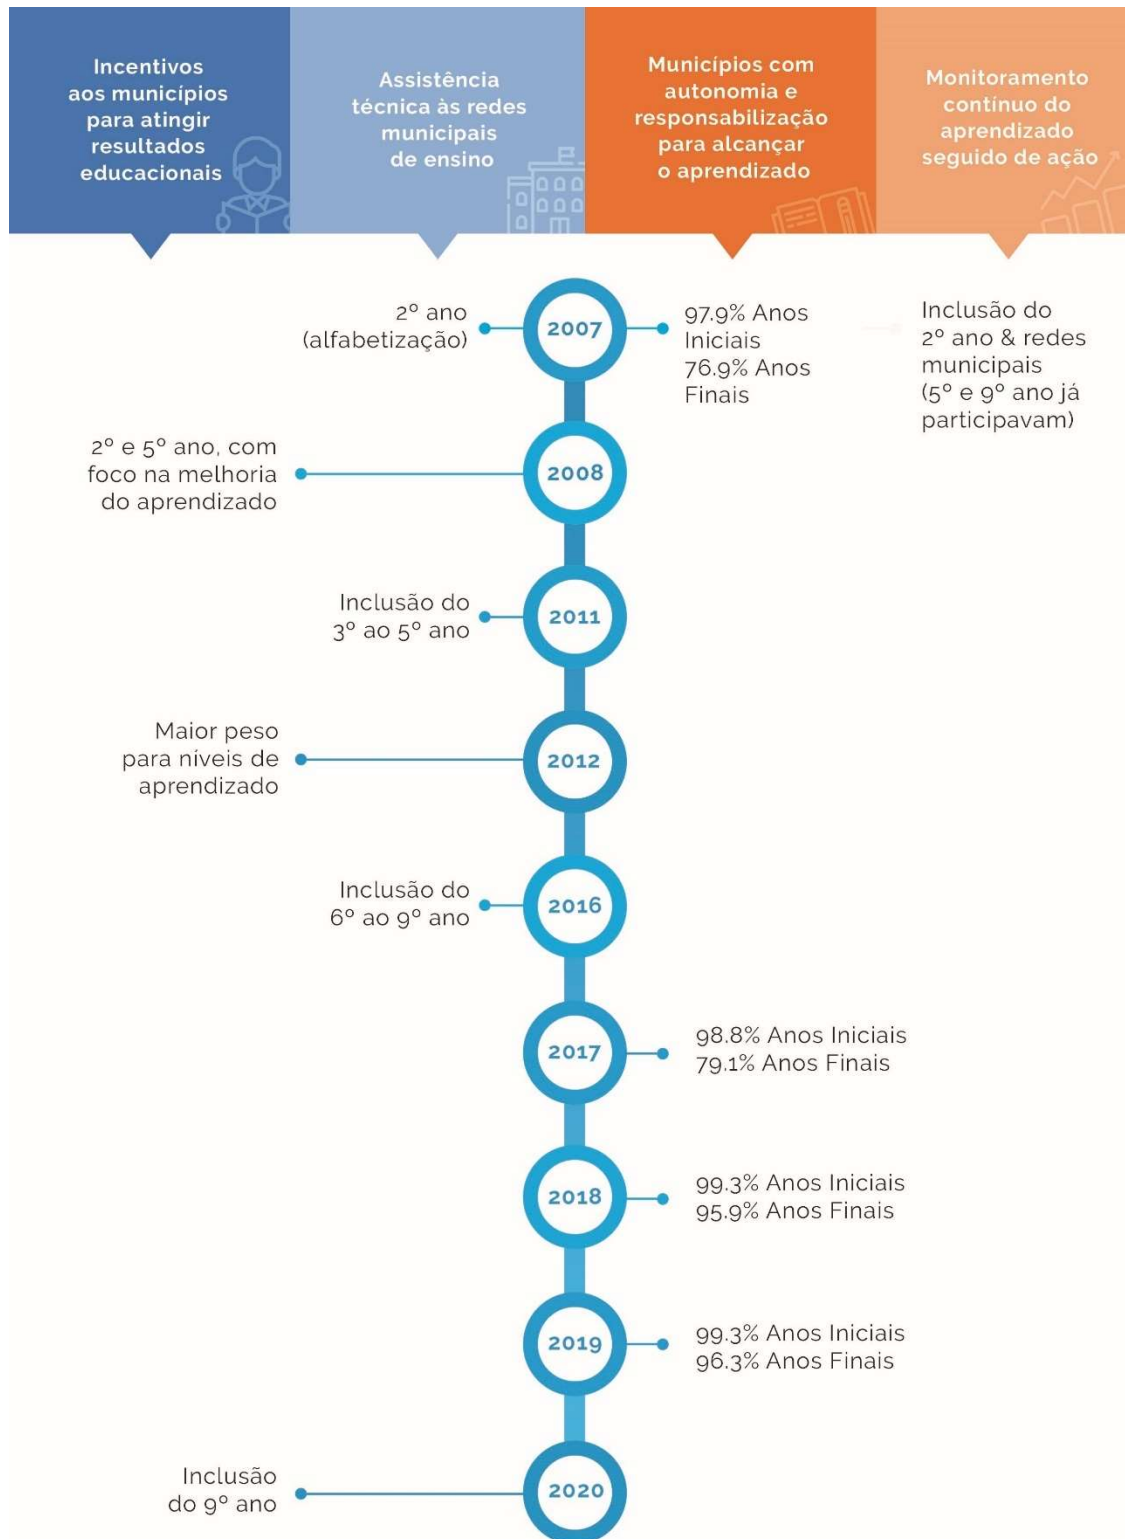 Incentivos
aos municípios
para atingir
resultados
educacionais
Assistência
técnica às redes
municipais
de ensino
Municípios com
autonomia e
responsabilização
para alcançar
o aprendizado
Monitoramento
contínuo do
aprendizado
seguido de ação
2º ano
(alfabetização)
2007
97.9% Anos
Iniciais
76.9% Anos
Finais
Inclusão do
2º ano & redes
municipais
(5º e 9º ano já
participavam)
2º e 5º ano, com
foco na melhoria
do aprendizado
2008
Inclusão do
3º ao 5º ano
2011
Maior peso
para níveis de
aprendizado
2012
Inclusão do
6º ao 9º ano
2016
2017
98.8% Anos Iniciais
79.1% Anos Finais
2018
99.3% Anos Iniciais
95.9% Anos Finais
2019
99.3% Anos Iniciais
96.3% Anos Finais
Inclusão
do 9º ano
2020